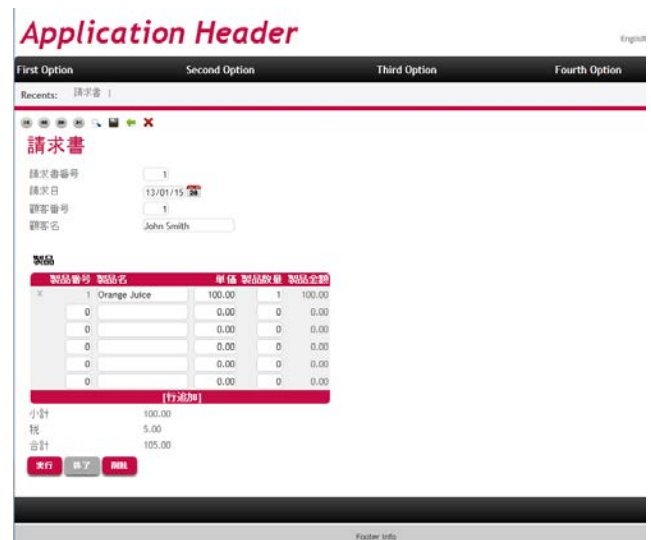 Application Header
English
First Option Second Option Third Option Fourth Option
Recents: 請求書 |
請求書
請求書番号 1
請求日 13/01/15
顧客番号 1
顧客名 John Smith
製品
製品番号 製品名 単価 製品数量 製品金額
× 1 Orange Juice 100.00 1 100.00
0 0.00 0 0.00
0 0.00 0 0.00
0 0.00 0 0.00
0 0.00 0 0.00
0 0.00 0 0.00
[行追加]
小計 100.00
税 5.00
合計 105.00
実行 終了 削除
Footer Info